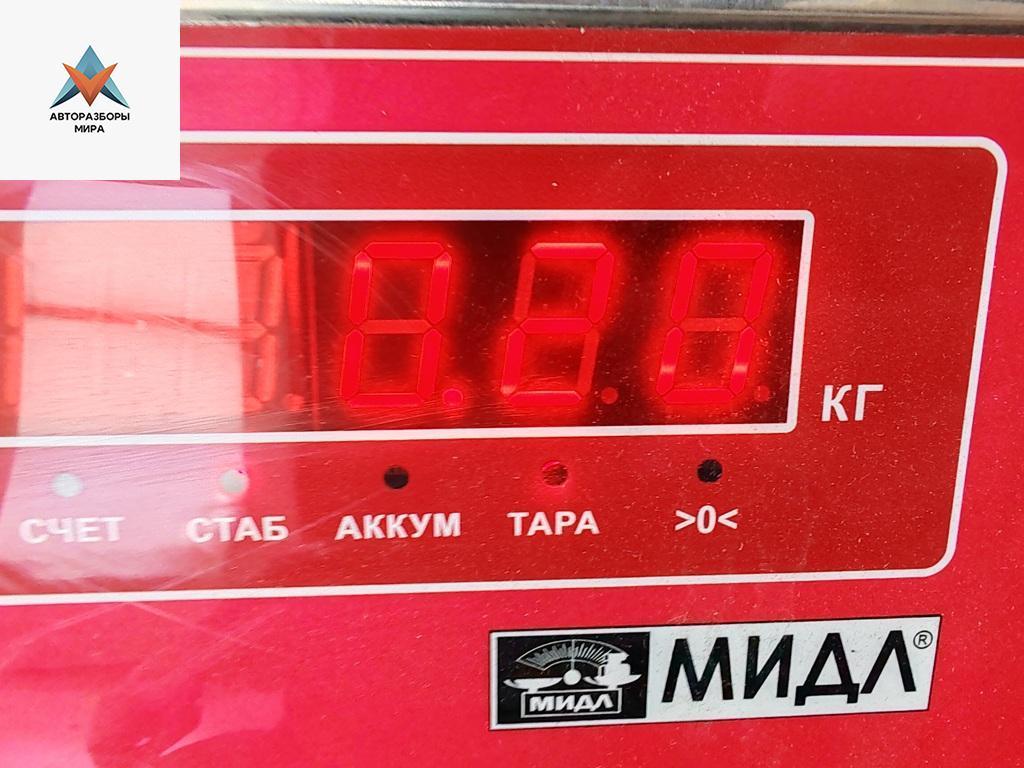 АВТОРАЗБОРЫ
МИРА
0.20
КГ
СЧЕТ СТАБ АККУМ ТАРА >0<
МИДЛ МИДЛ®